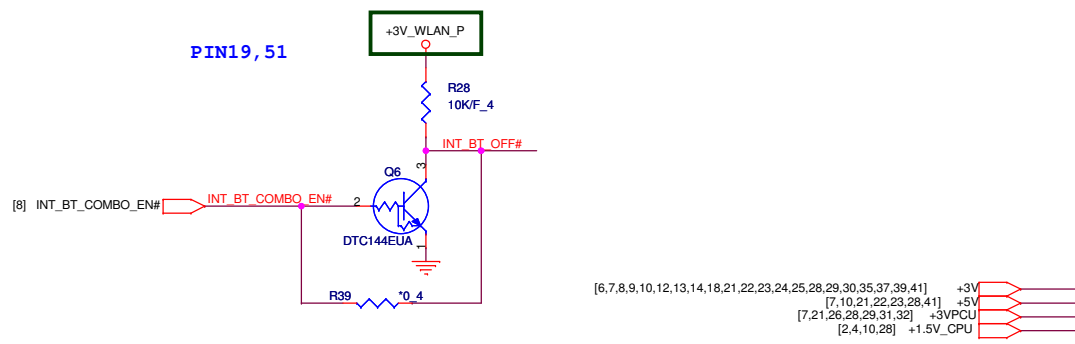 +3V_WLAN_P
PIN19,51
R28
10K/F_4
INT_BT_OFF#
3
Q6
[8] INT_BT_COMBO_EN#
INT_BT_COMBO_EN#
2
DTC144EUA
1
R39
*0_4
[6,7,8,9,10,12,13,14,18,21,22,23,24,25,28,29,30,35,37,39,41] +3V
[7,10,21,22,23,28,41] +5V
[7,21,26,28,29,31,32] +3VPCU
[2,4,10,28] +1.5V_CPU